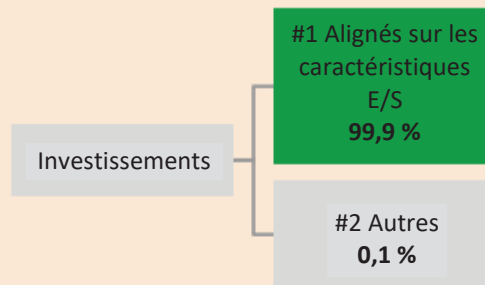 #1 Alignés sur les
caractéristiques
E/S
99,9 %
Investissements
#2 Autres
0,1 %